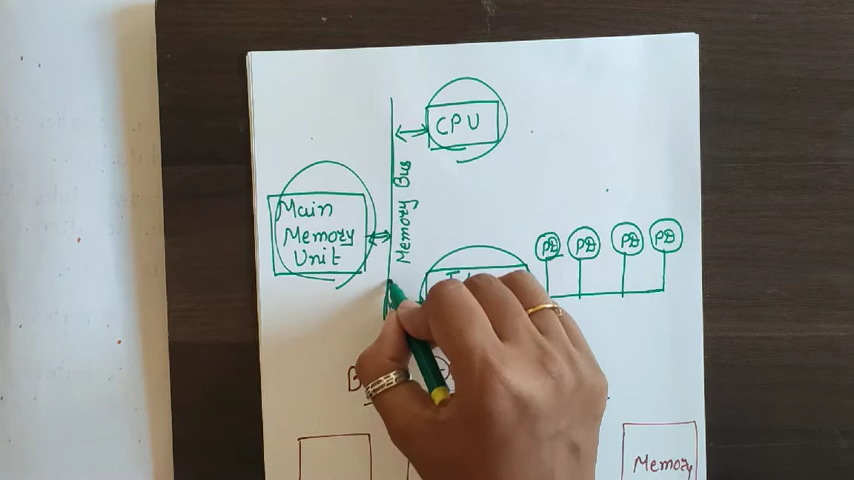 CPU
Memory Bus
Main
Memory
Unit
PD
PD
PD
PD
Memory